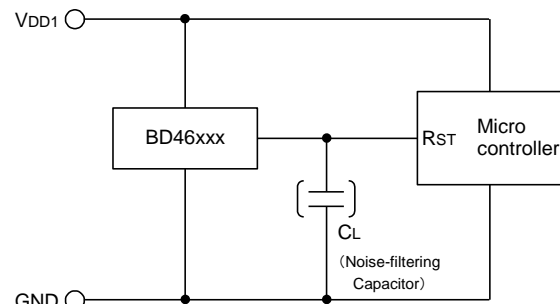 VDD1
BD46xxx
RST
Micro
controller
CL
（Noise-filtering
Capacitor）
GND